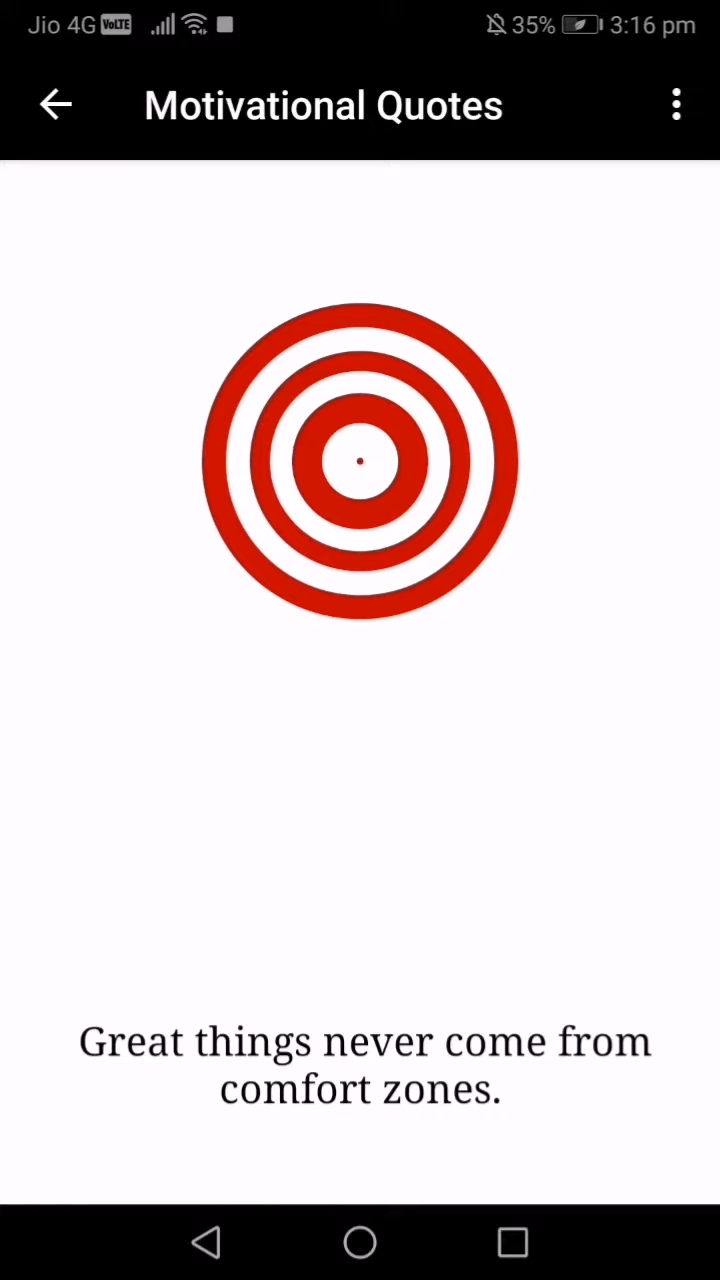 Jio 4G VoLTE 35% 3:16 pm
Motivational Quotes
Great things never come from
comfort zones.